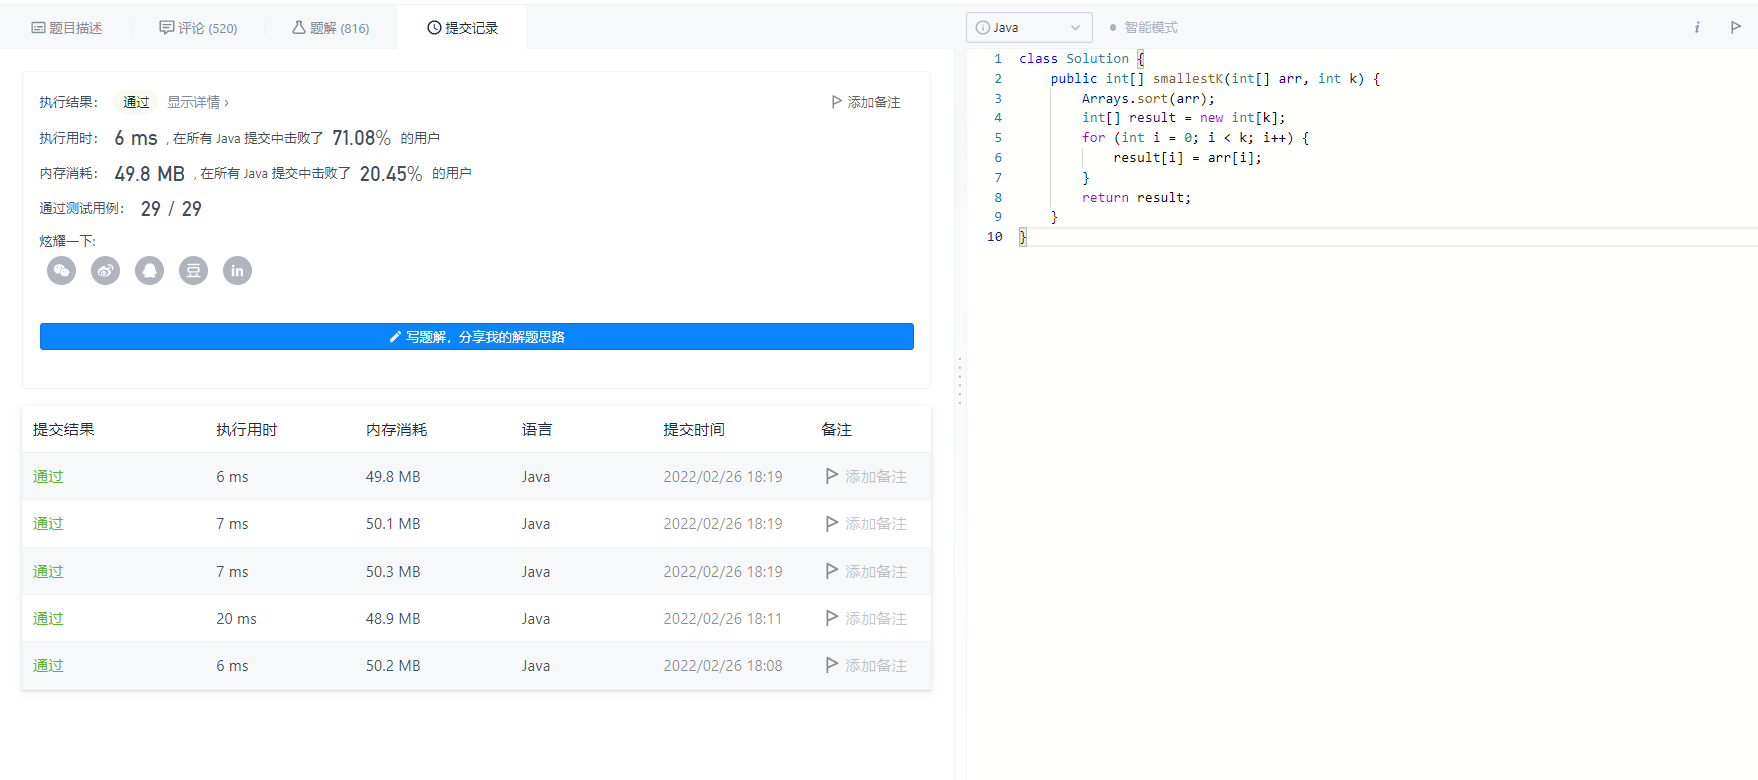 题目描述 评论 (520) 题解 (816) 提交记录
执行结果： 通过 显示详情 › 添加备注
执行用时： 6 ms , 在所有 Java 提交中击败了 71.08% 的用户
内存消耗： 49.8 MB , 在所有 Java 提交中击败了 20.45% 的用户
通过测试用例： 29 / 29
炫耀一下:
写题解，分享我的解题思路
提交结果 执行用时 内存消耗 语言 提交时间 备注
通过 6 ms 49.8 MB Java 2022/02/26 18:19 添加备注
通过 7 ms 50.1 MB Java 2022/02/26 18:19 添加备注
通过 7 ms 50.3 MB Java 2022/02/26 18:19 添加备注
通过 20 ms 48.9 MB Java 2022/02/26 18:11 添加备注
通过 6 ms 50.2 MB Java 2022/02/26 18:08 添加备注
Java 智能模式
1 class Solution {
2 public int[] smallestK(int[] arr, int k) {
3 Arrays.sort(arr);
4 int[] result = new int[k];
5 for (int i = 0; i < k; i++) {
6 result[i] = arr[i];
7 }
8 return result;
9 }
10 }